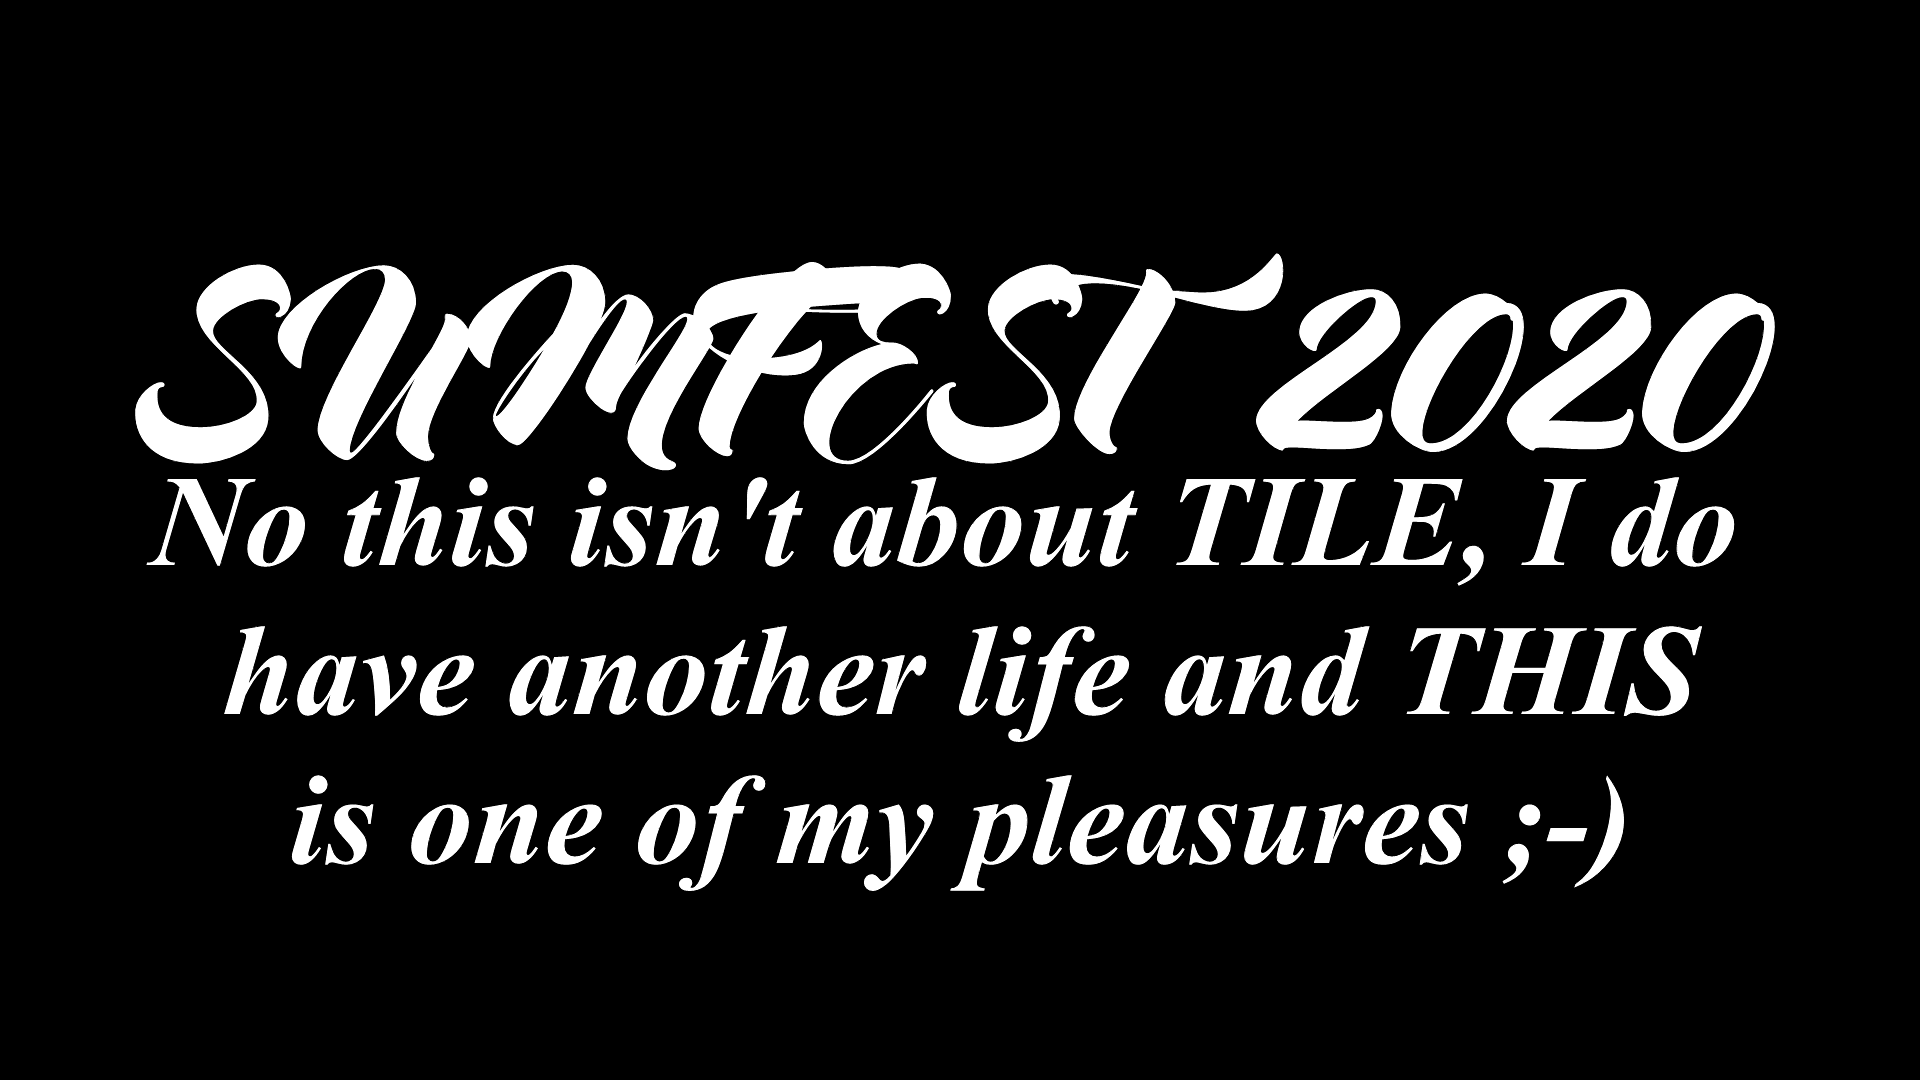 SUMFEST 2020
No this isn't about TILE, I do
have another life and THIS
is one of my pleasures ;-)